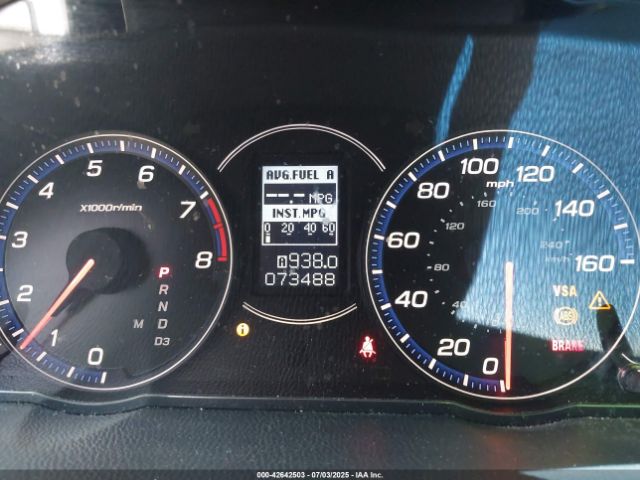 AVG.FUEL A
---.- MPG
INST.MPG
0 20 40 60
938.0
073488
0 1 2 3 4 5 6 7 8
X1000r/min
P
R
N
M D
D3
0 20 40 60 80 100 120 140 160
mph
40 80 120 160 200 240
km/h
VSA
ABS
BRAKE
000-42642503 - 07/03/2025 - IAA Inc.